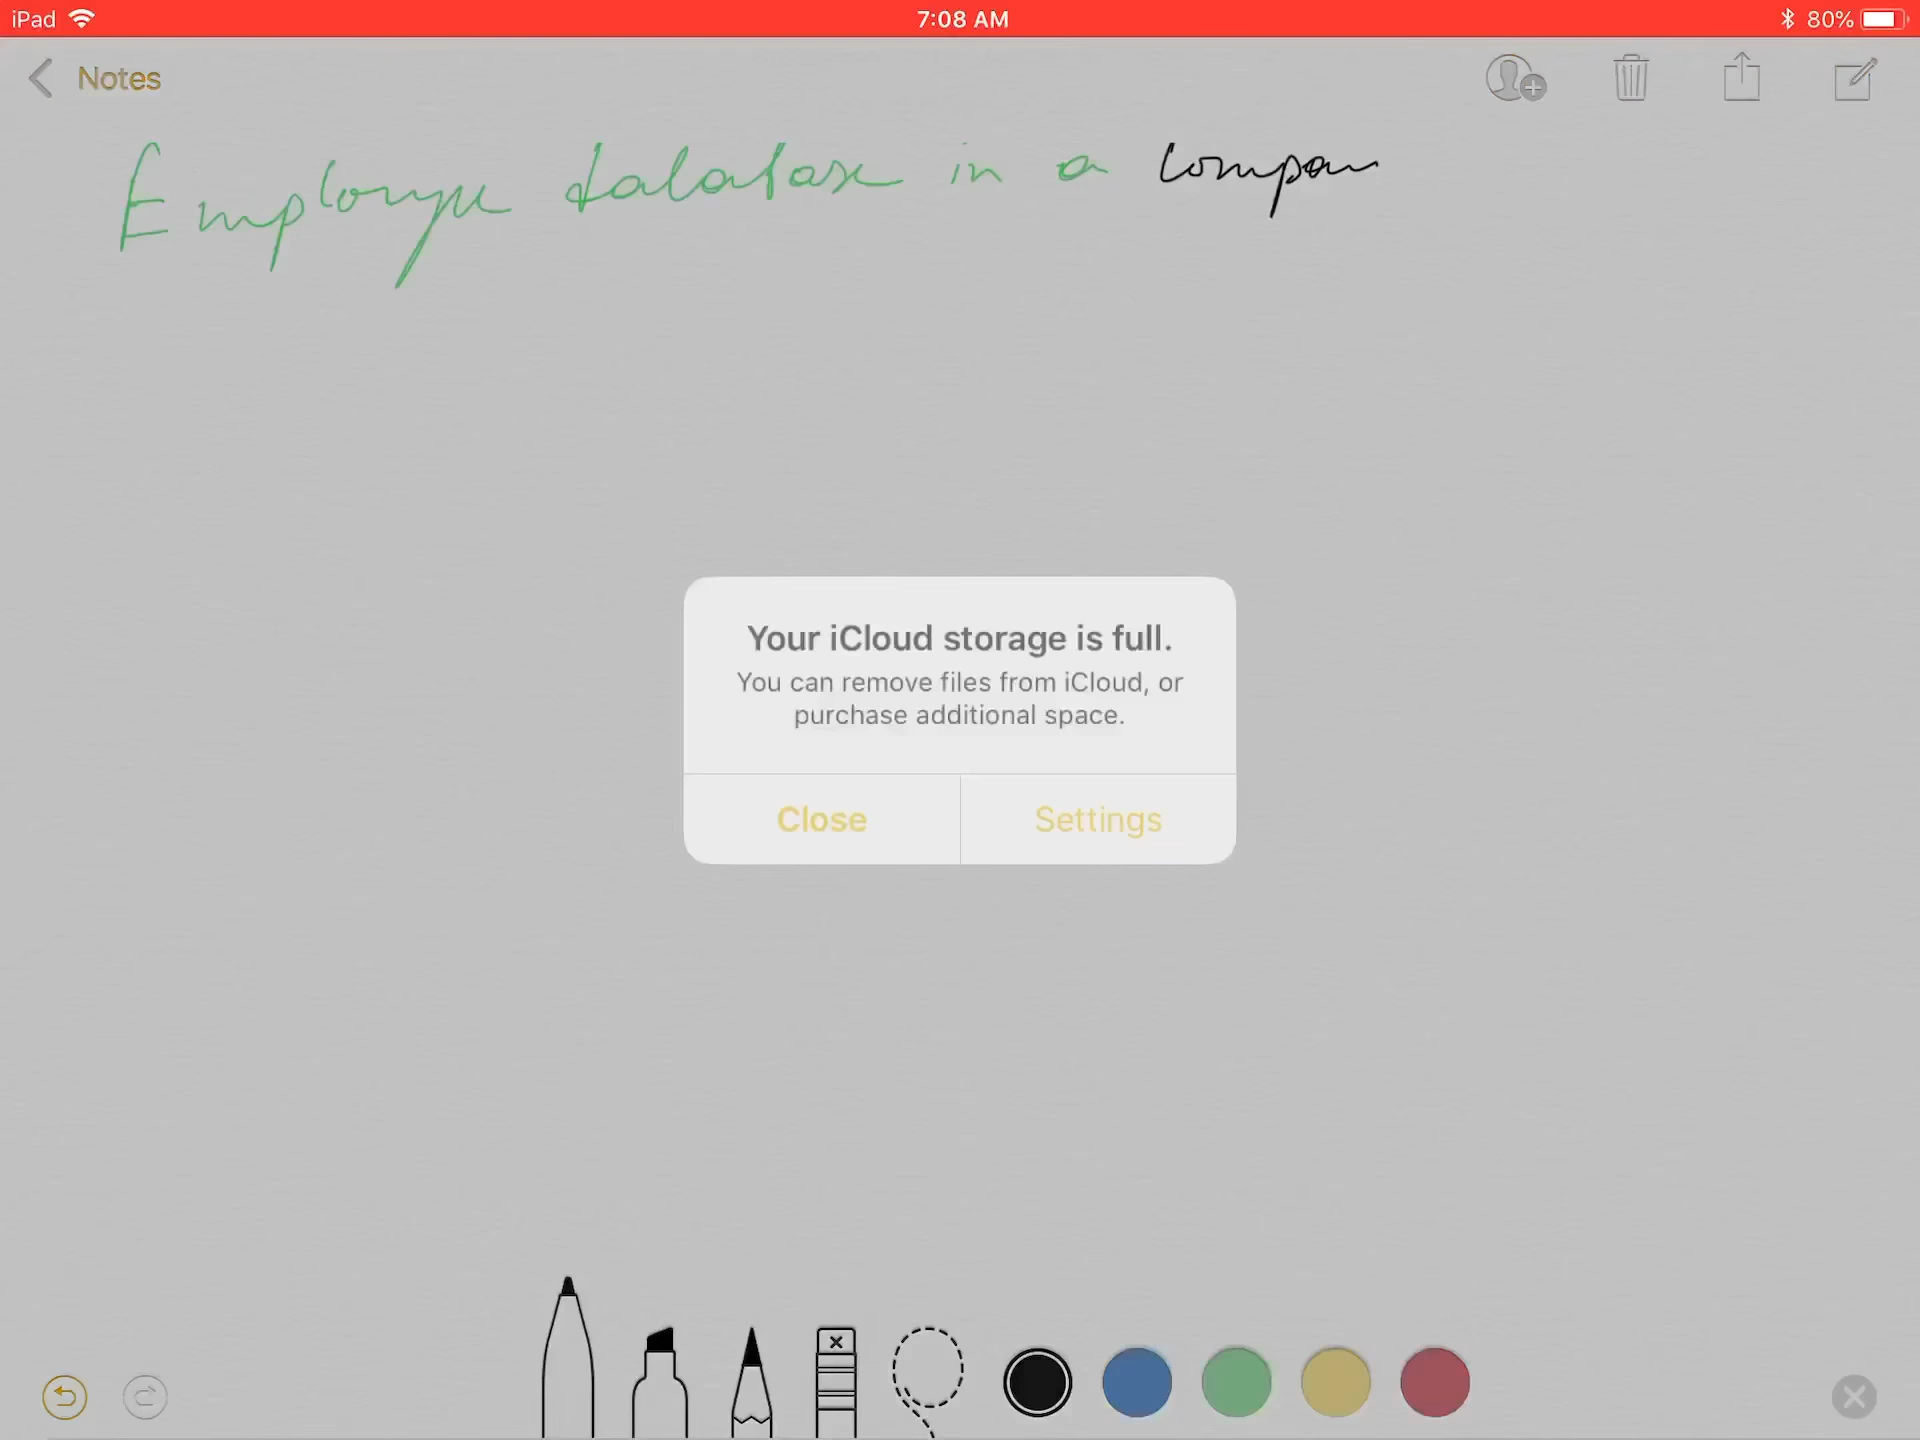 iPad 7:08 AM 80%
Notes
Employee database in a compan
Your iCloud storage is full.
You can remove files from iCloud, or
purchase additional space.
Close Settings